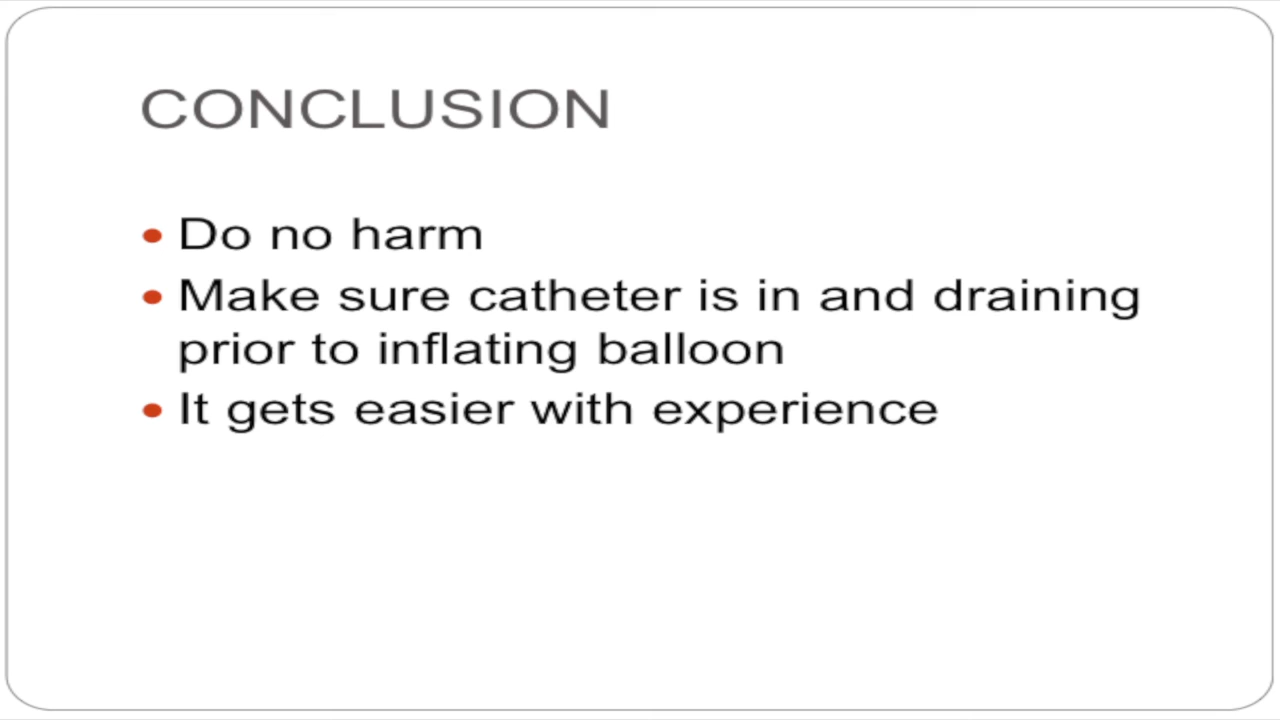 CONCLUSION
• Do no harm
• Make sure catheter is in and draining
prior to inflating balloon
• It gets easier with experience